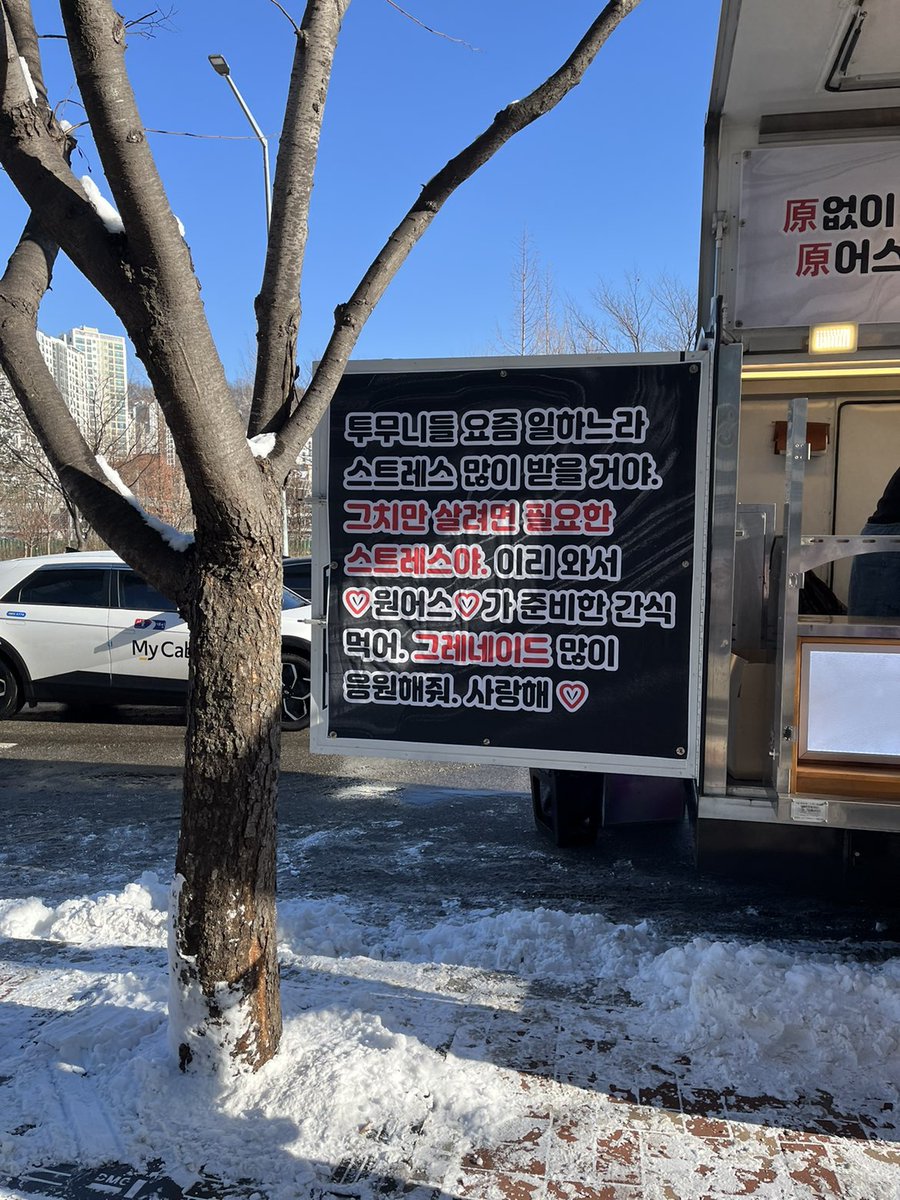 原없이
原어스
투무니들 요즘 일하느라
스트레스 많이 받을 거야.
그치만 살려면 필요한
스트레스야. 이리 와서
♡원어스♡가 준비한 간식
먹어. 그레네이드 많이
응원해줘. 사랑해 ♡
My Cab